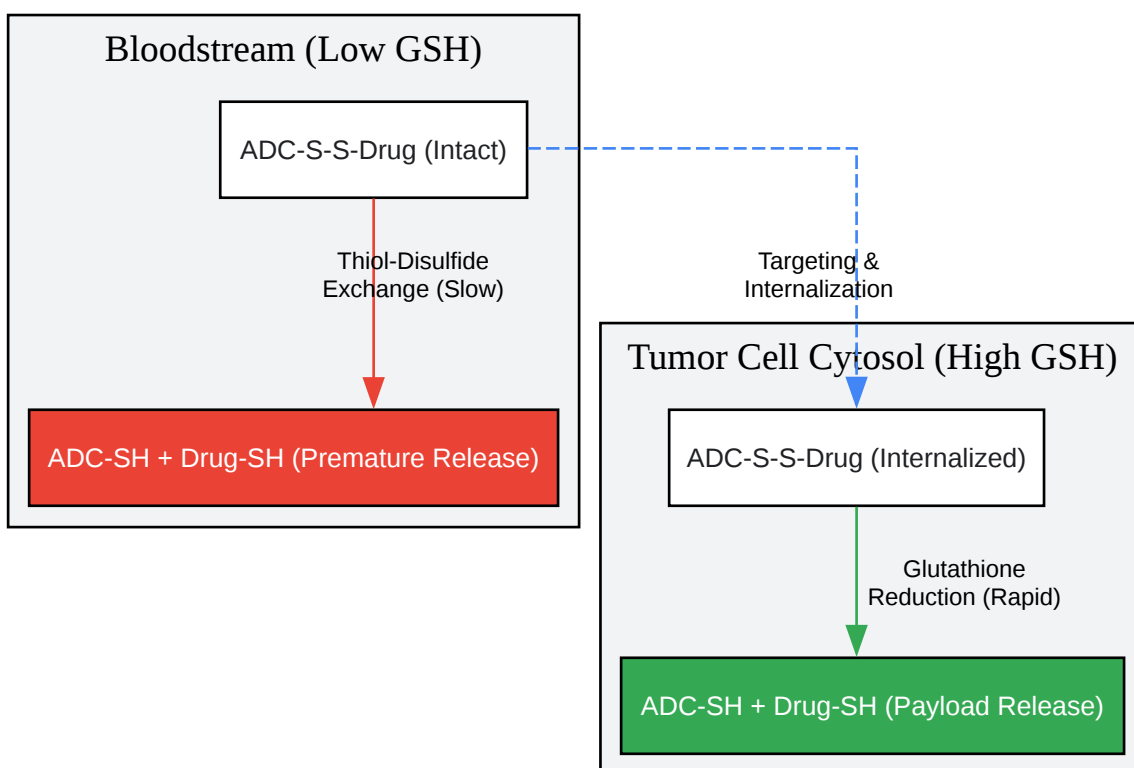 Bloodstream (Low GSH)
ADC-S-S-Drug (Intact)
Thiol-Disulfide
Exchange (Slow)
ADC-SH + Drug-SH (Premature Release)
Targeting &
Internalization
Tumor Cell Cytosol (High GSH)
ADC-S-S-Drug (Internalized)
Glutathione
Reduction (Rapid)
ADC-SH + Drug-SH (Payload Release)